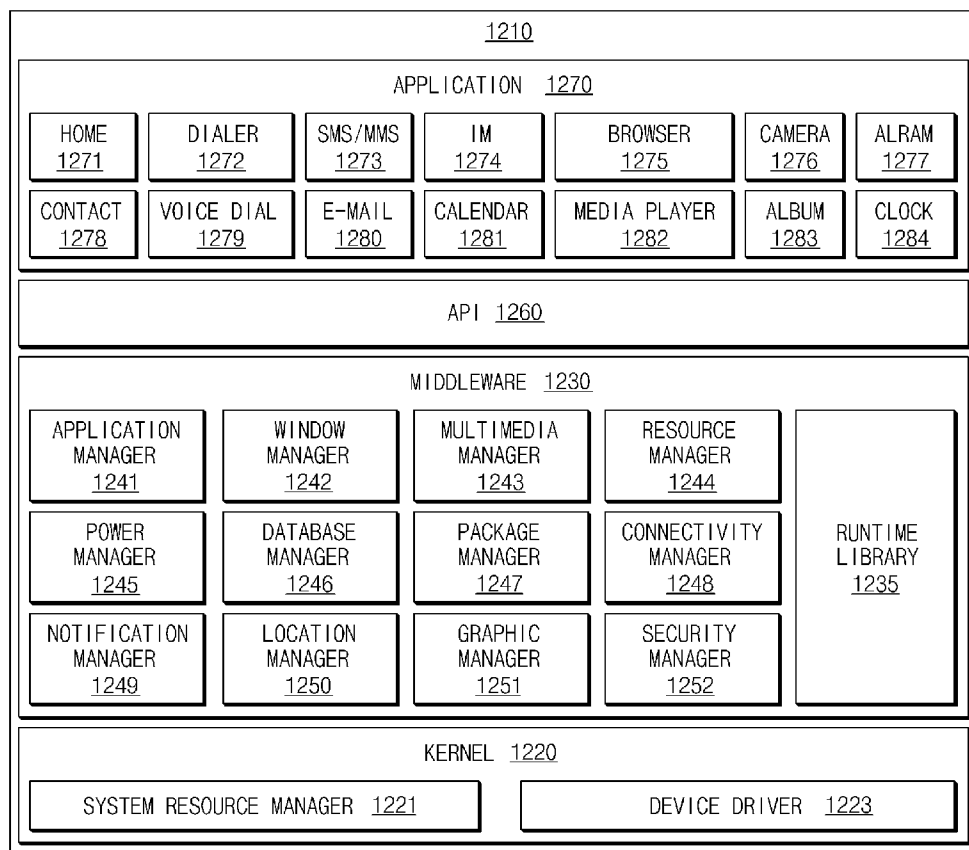 1210
APPLICATION 1270
HOME
1271
DIALER
1272
SMS/MMS
1273
IM
1274
BROWSER
1275
CAMERA
1276
ALRAM
1277
CONTACT
1278
VOICE DIAL
1279
E-MAIL
1280
CALENDAR
1281
MEDIA PLAYER
1282
ALBUM
1283
CLOCK
1284
API 1260
MIDDLEWARE 1230
APPLICATION
MANAGER
1241
WINDOW
MANAGER
1242
MULTIMEDIA
MANAGER
1243
RESOURCE
MANAGER
1244
POWER
MANAGER
1245
DATABASE
MANAGER
1246
PACKAGE
MANAGER
1247
CONNECTIVITY
MANAGER
1248
NOTIFICATION
MANAGER
1249
LOCATION
MANAGER
1250
GRAPHIC
MANAGER
1251
SECURITY
MANAGER
1252
RUNTIME
LIBRARY
1235
KERNEL 1220
SYSTEM RESOURCE MANAGER 1221
DEVICE DRIVER 1223